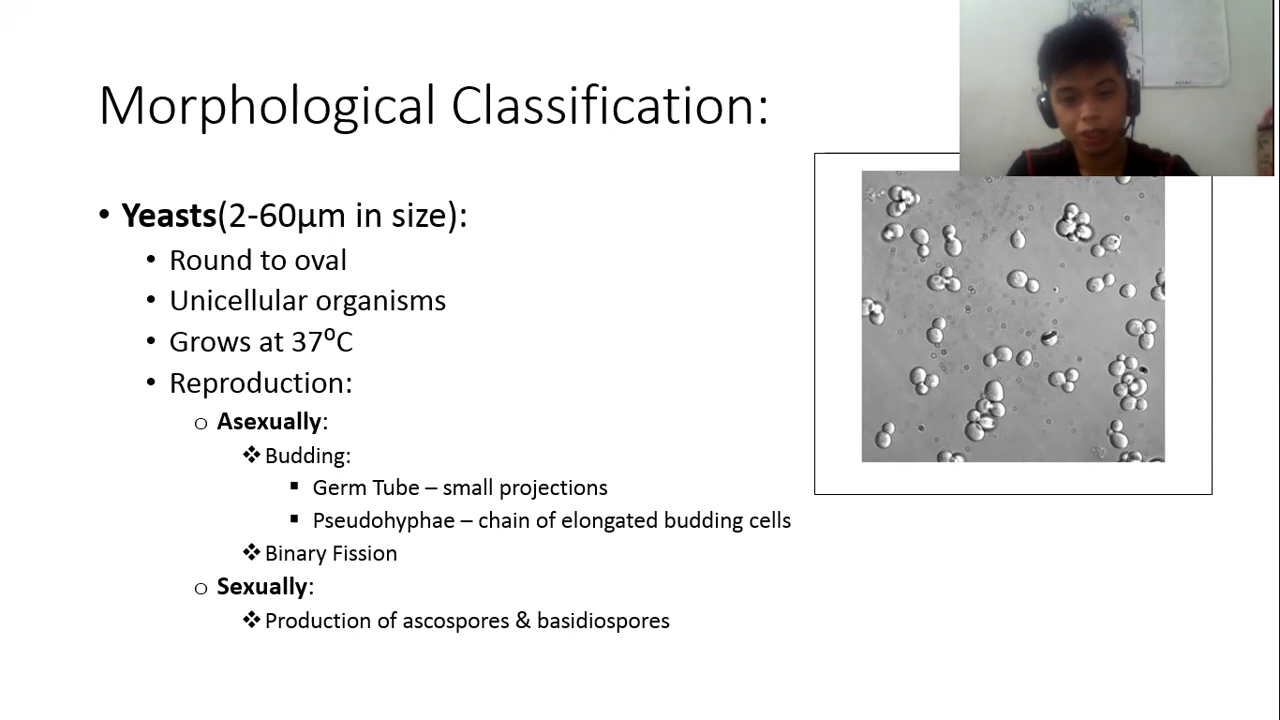 Morphological Classification:
• Yeasts(2-60µm in size):
• Round to oval
• Unicellular organisms
• Grows at 37⁰C
• Reproduction:
o Asexually:
❖ Budding:
▪ Germ Tube – small projections
▪ Pseudohyphae – chain of elongated budding cells
❖ Binary Fission
o Sexually:
❖ Production of ascospores & basidiospores